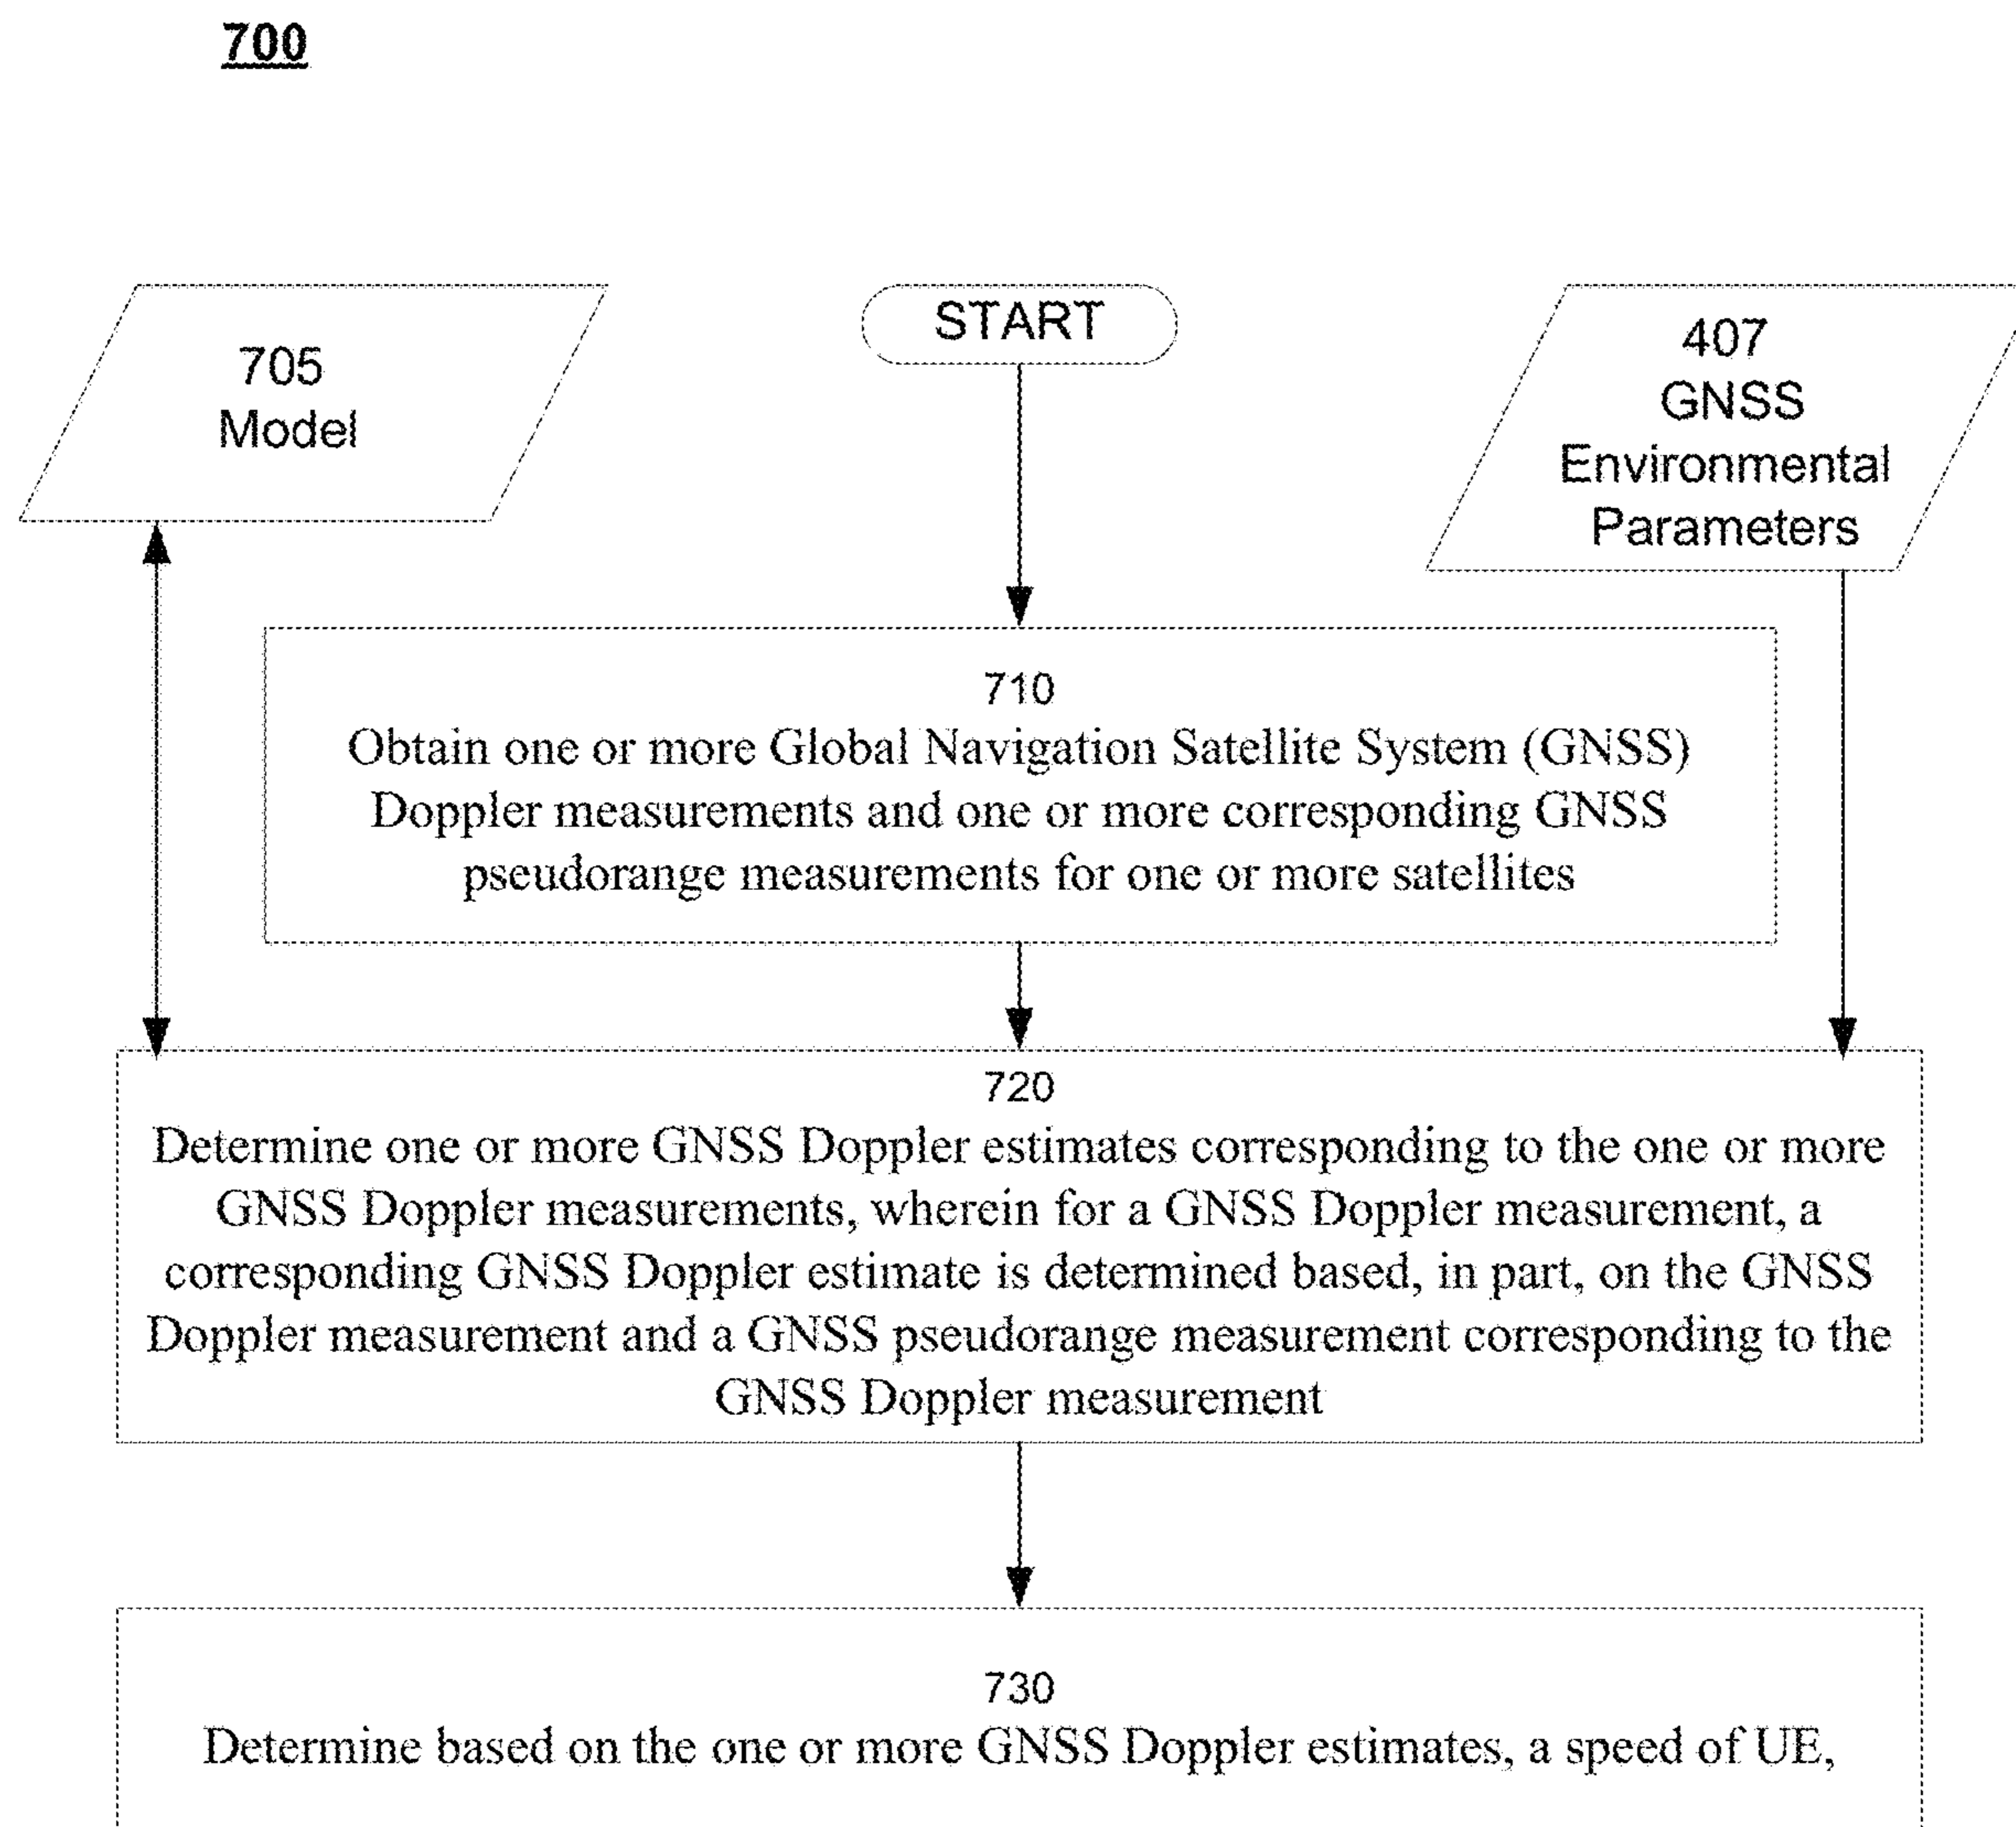 700
705
Model
START
407
GNSS
Environmental
Parameters
710
Obtain one or more Global Navigation Satellite System (GNSS)
Doppler measurements and one or more corresponding GNSS
pseudorange measurements for one or more satellites
720
Determine one or more GNSS Doppler estimates corresponding to the one or more
GNSS Doppler measurements, wherein for a GNSS Doppler measurement, a
corresponding GNSS Doppler estimate is determined based, in part, on the GNSS
Doppler measurement and a GNSS pseudorange measurement corresponding to the
GNSS Doppler measurement
730
Determine based on the one or more GNSS Doppler estimates, a speed of UE,